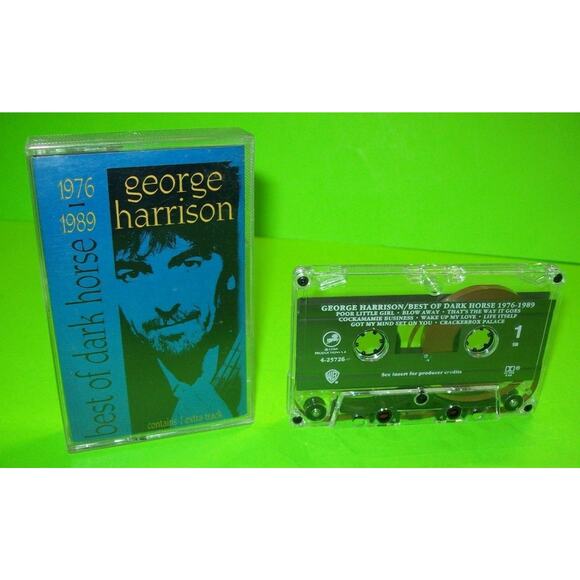 1976
-
1989
george
harrison
best of dark horse
contains 1 extra track
GEORGE HARRISON/BEST OF DARK HORSE 1976-1989
POOR LITTLE GIRL • BLOW AWAY • THAT'S THE WAY IT GOES
COCKAMAMIE BUSINESS • WAKE UP MY LOVE • LIFE ITSELF
GOT MY MIND SET ON YOU • CRACKERBOX PALACE
1
4-25726
See insert for producer credits